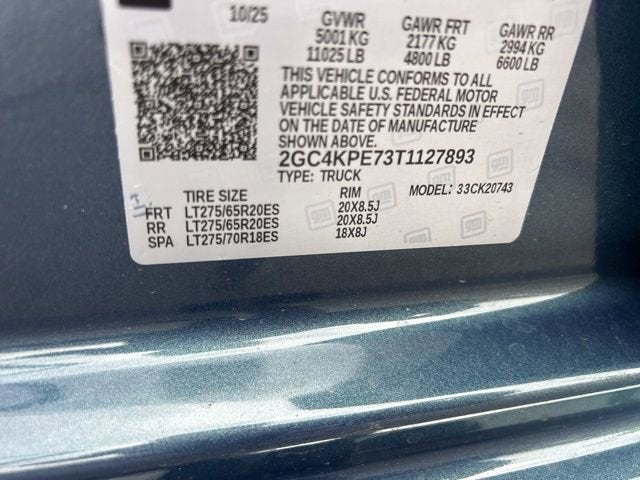 10/25 GVWR GAWR FRT GAWR RR
5001 KG 2177 KG 2994 KG
11025 LB 4800 LB 6600 LB
THIS VEHICLE CONFORMS TO ALL
APPLICABLE U.S. FEDERAL MOTOR
VEHICLE SAFETY STANDARDS IN EFFECT
ON THE DATE OF MANUFACTURE
SHOWN ABOVE.
2GC4KPE73T1127893
TYPE: TRUCK MODEL: 33CK20743
TIRE SIZE RIM
FRT LT275/65R20ES 20X8.5J
RR LT275/65R20ES 20X8.5J
SPA LT275/70R18ES 18X8J
gm